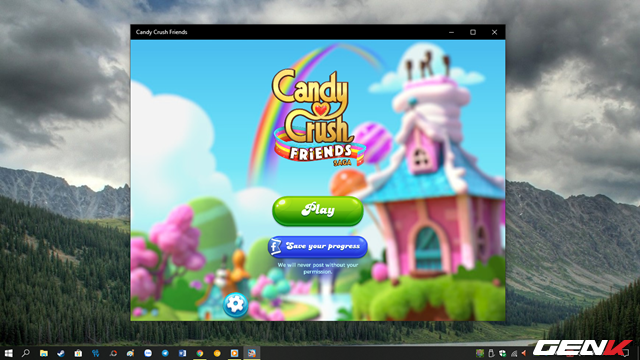 Candy Crush Friends
Candy
Crush
FRIENDS
SAGA
Play
Save your progress
We will never post without your
permission.
GENK